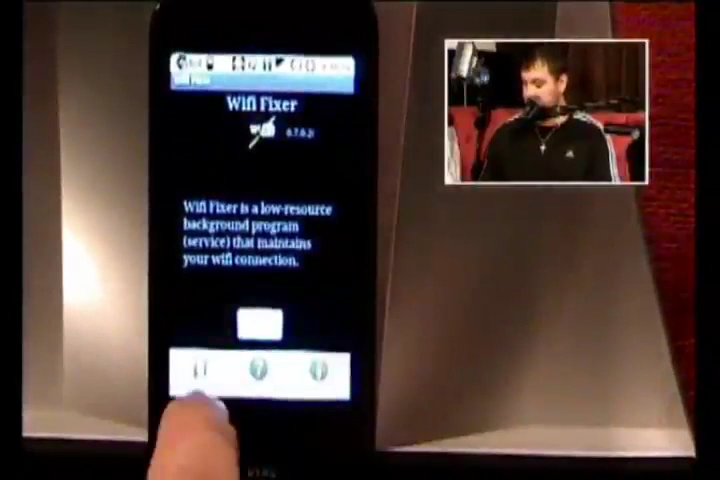 Wifi Fixer
Wifi Fixer is a low-resource
background program
(service) that maintains
your wifi connection.